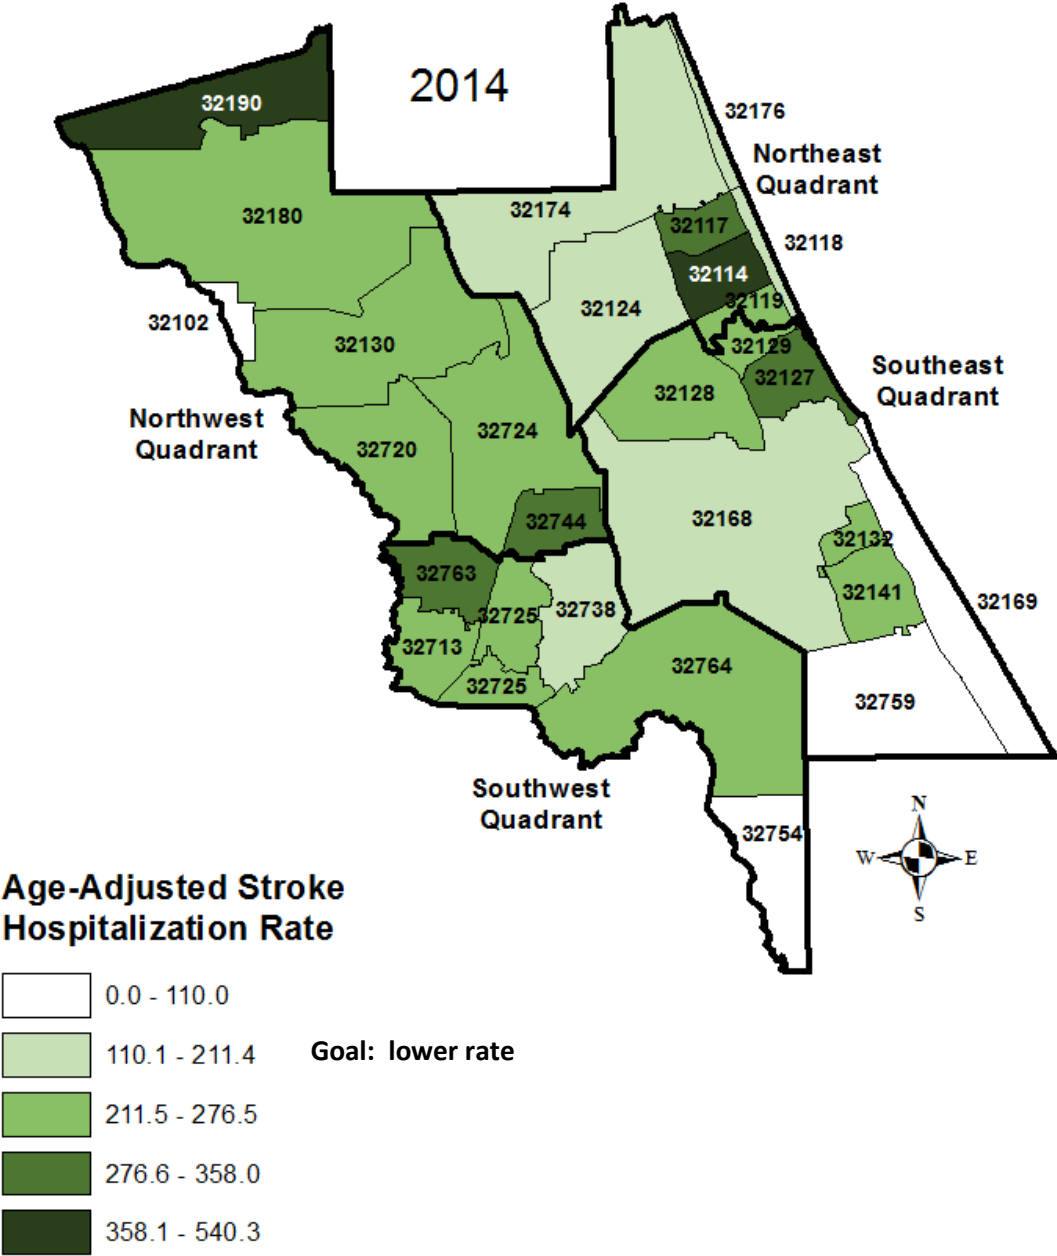 2014
32190
32176
Northeast
Quadrant
32180
32174
32117
32118
32114
32119
32124
32102
32130
32129
32127
32128
Southeast
Quadrant
Northwest
Quadrant
32724
32720
32744
32168
32132
32763
32141
32169
32738
32725
32713
32764
32725
32759
Southwest
Quadrant
32754
N
W
E
S
Age-Adjusted Stroke
Hospitalization Rate
0.0 - 110.0
110.1 - 211.4
Goal: lower rate
211.5 - 276.5
276.6 - 358.0
358.1 - 540.3